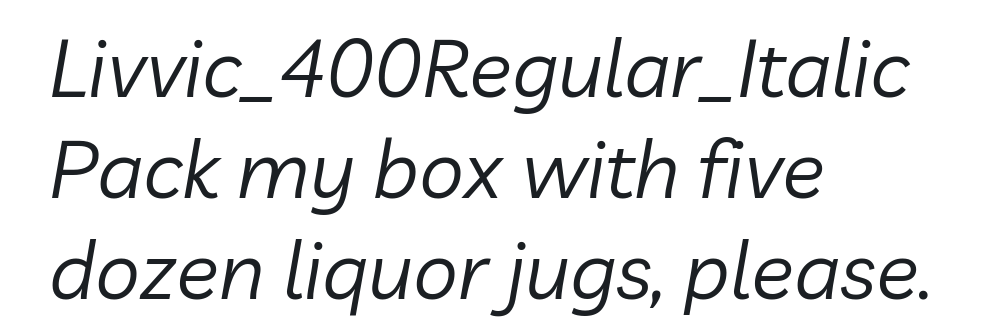 Livvic_400Regular_Italic
Pack my box with five
dozen liquor jugs, please.